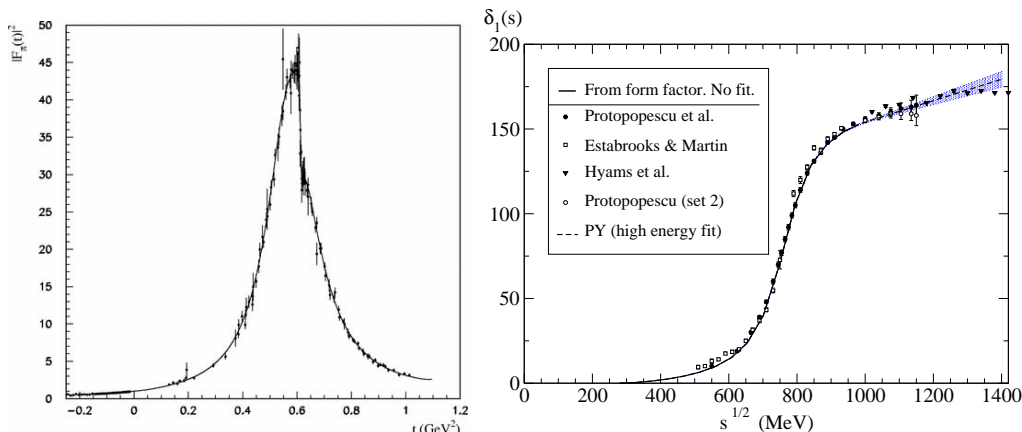 |F_π(t)|²
50
45
40
35
30
25
20
15
10
5
0
−0.2 0 0.2 0.4 0.6 0.8 1 1.2
t (GeV²)
δ₁(s)
200
150
100
50
0
From form factor. No fit.
Protopopescu et al.
Estabrooks & Martin
Hyams et al.
Protopopescu (set 2)
PY (high energy fit)
0 200 400 600 800 1000 1200 1400
s^{1/2} (MeV)